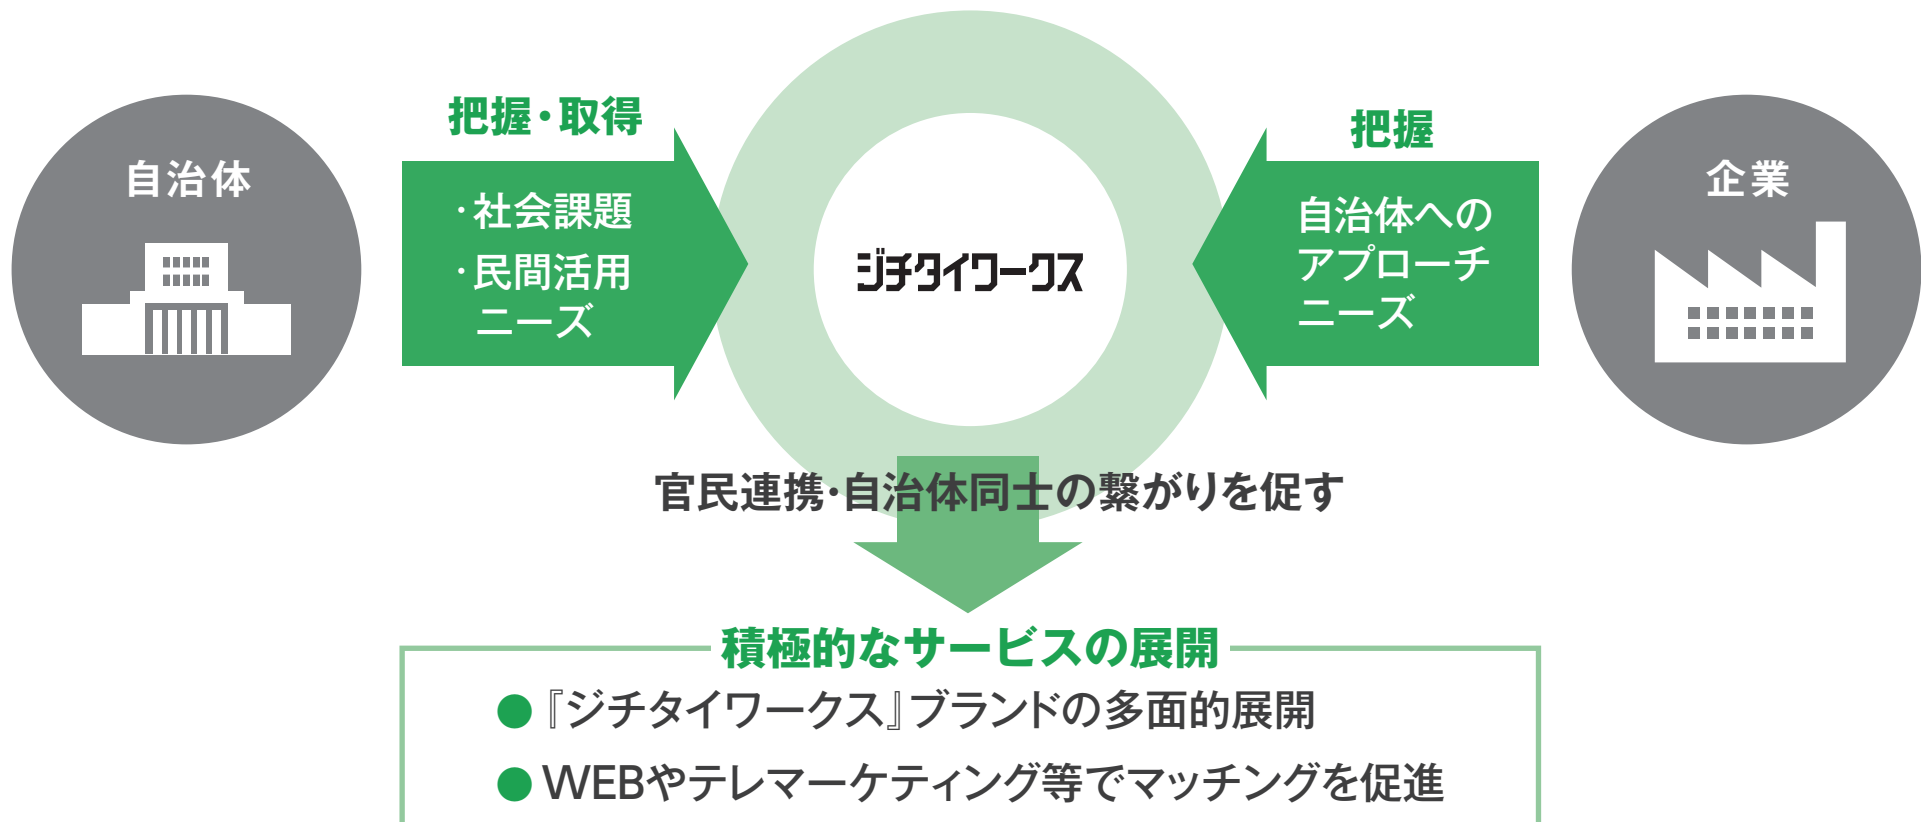 自治体
把握・取得
・社会課題
・民間活用
ニーズ
ジチタイワークス
把握
自治体への
アプローチ
ニーズ
企業
官民連携・自治体同士の繋がりを促す
積極的なサービスの展開
●『ジチタイワークス』ブランドの多面的展開
●WEBやテレマーケティング等でマッチングを促進